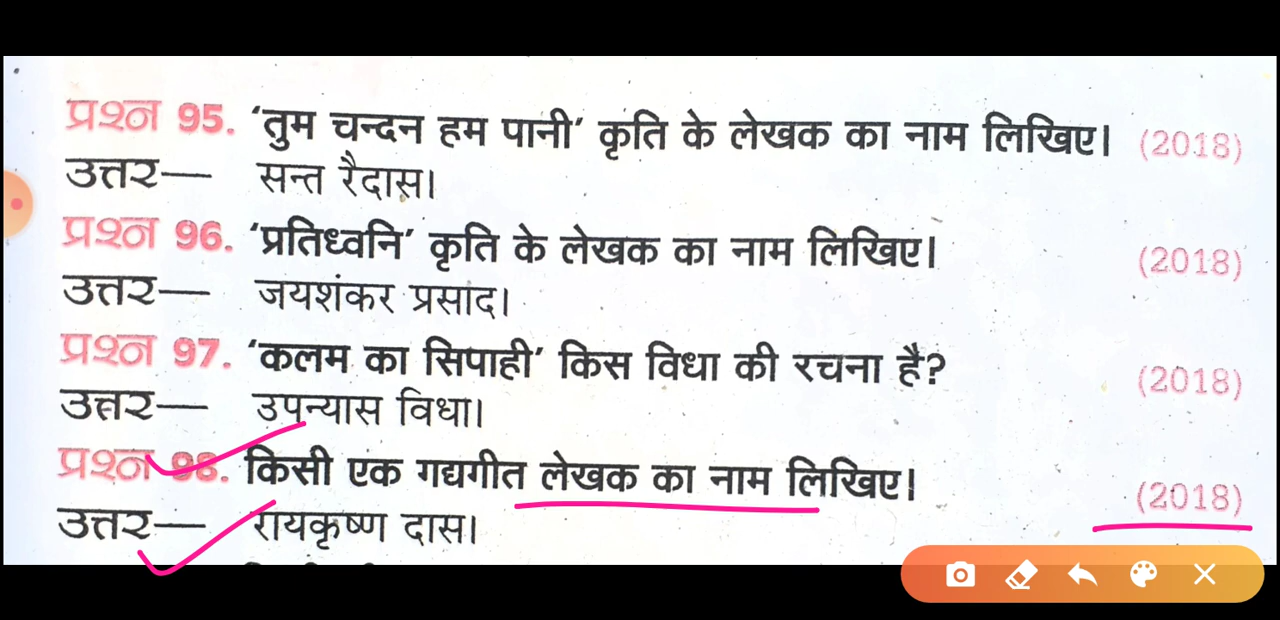 प्रश्न 95. ‘तुम चन्दन हम पानी’ कृति के लेखक का नाम लिखिए। (2018)
उत्तर— सन्त रैदास।
प्रश्न 96. ‘प्रतिध्वनि’ कृति के लेखक का नाम लिखिए। (2018)
उत्तर— जयशंकर प्रसाद।
प्रश्न 97. ‘कलम का सिपाही’ किस विधा की रचना है? (2018)
उत्तर— उपन्यास विधा।
प्रश्न 98. किसी एक गद्यगीत लेखक का नाम लिखिए। (2018)
उत्तर— रायकृष्ण दास।